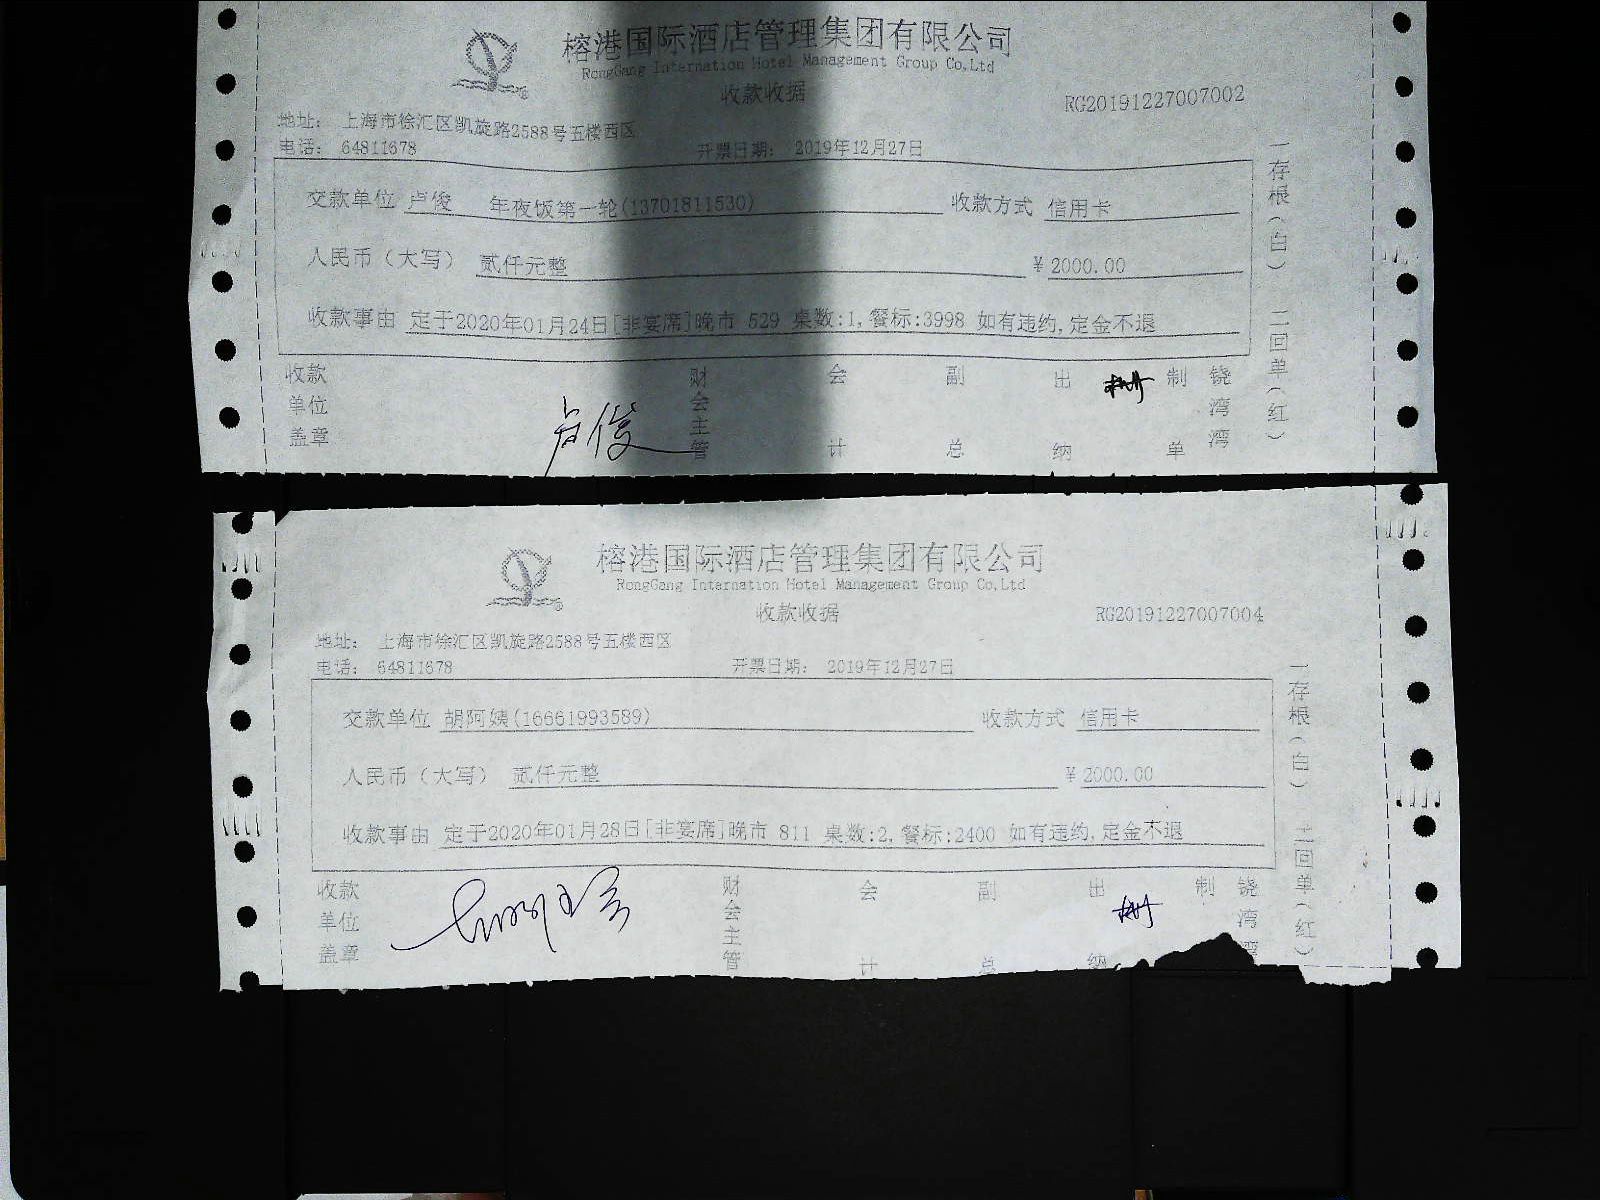 榕港国际酒店管理集团有限公司
RongGang Internation Hotel Management Group Co,Ltd
收款收据
RG20191227007002
地址： 上海市徐汇区凯旋路2588号五楼西区
电话： 64811678
开票日期： 2019年12月27日
交款单位 卢俊 年夜饭第一轮(13701811530) 收款方式 信用卡
人民币（大写） 贰仟元整 ¥ 2000.00
收款事由 定于2020年01月24日[非宴席]晚市 529 桌数:1,餐标:3998 如有违约,定金不退
收款单位盖章 卢俊 财会主管 会计 副总 出纳 制单 饶湾湾
一存根（白） 二回单（红）
榕港国际酒店管理集团有限公司
RongGang Internation Hotel Management Group Co,Ltd
收款收据
RG20191227007004
地址： 上海市徐汇区凯旋路2588号五楼西区
电话： 64811678
开票日期： 2019年12月27日
交款单位 胡阿姨(16661993589) 收款方式 信用卡
人民币（大写） 贰仟元整 ¥ 2000.00
收款事由 定于2020年01月28日[非宴席]晚市 811 桌数:2,餐标:2400 如有违约,定金不退
收款单位盖章 财会主管 会计 副总 出纳 制 饶湾湾
一存根（白） 二回单（红）